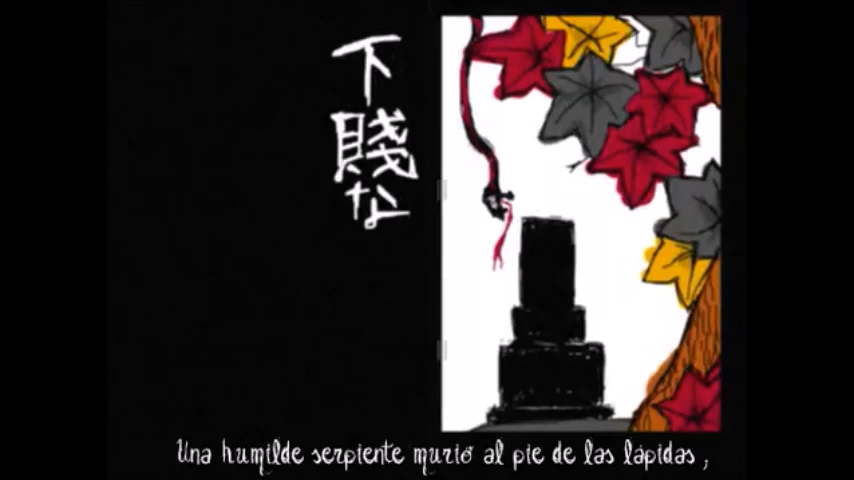 下賤な
Una humilde serpiente murió al pie de las lápidas,